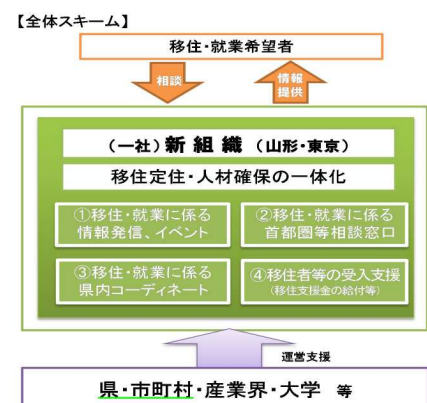 【全体スキーム】
移住・就業希望者
相談
情報
提供
(一社)新組織(山形・東京)
移住定住・人材確保の一体化
①移住・就業に係る
情報発信、イベント
②移住・就業に係る
首都圏等相談窓口
③移住・就業に係る
県内コーディネート
④移住者等の受入支援
(移住支援金の給付等)
運営支援
県・市町村・産業界・大学 等